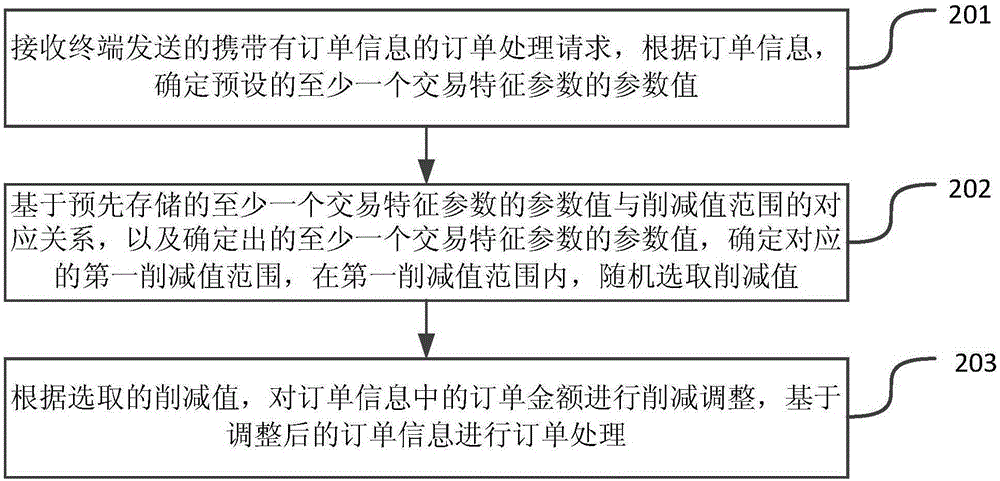 接收终端发送的携带有订单信息的订单处理请求，根据订单信息，
确定预设的至少一个交易特征参数的参数值
201
基于预先存储的至少一个交易特征参数的参数值与削减值范围的对
应关系，以及确定出的至少一个交易特征参数的参数值，确定对应
的第一削减值范围，在第一削减值范围内，随机选取削减值
202
根据选取的削减值，对订单信息中的订单金额进行削减调整，基于
调整后的订单信息进行订单处理
203